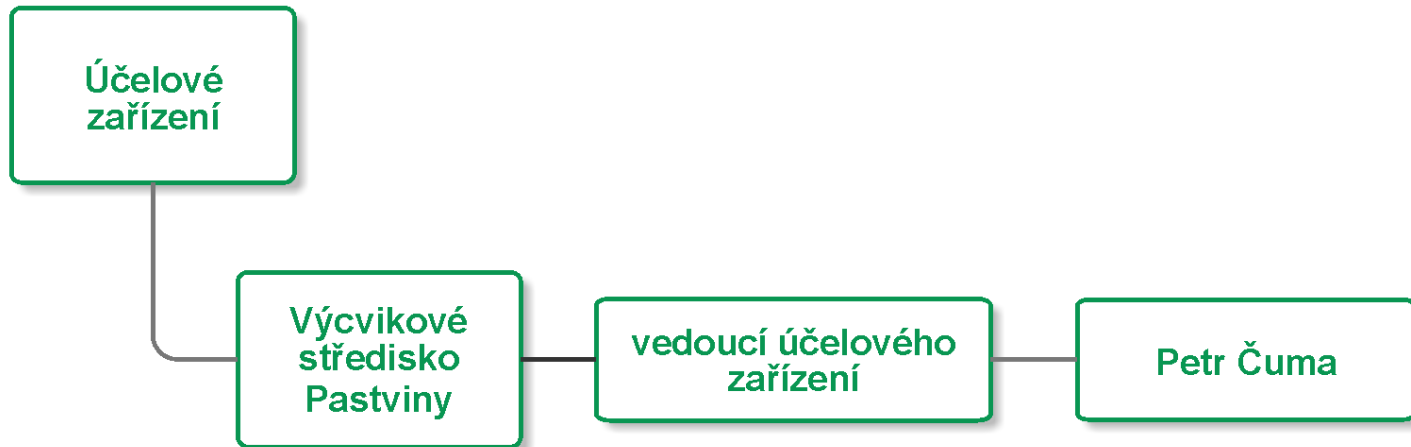 Účelové
zařízení
Výcvikové
středisko
Pastviny
vedoucí účelového
zařízení
Petr Čuma